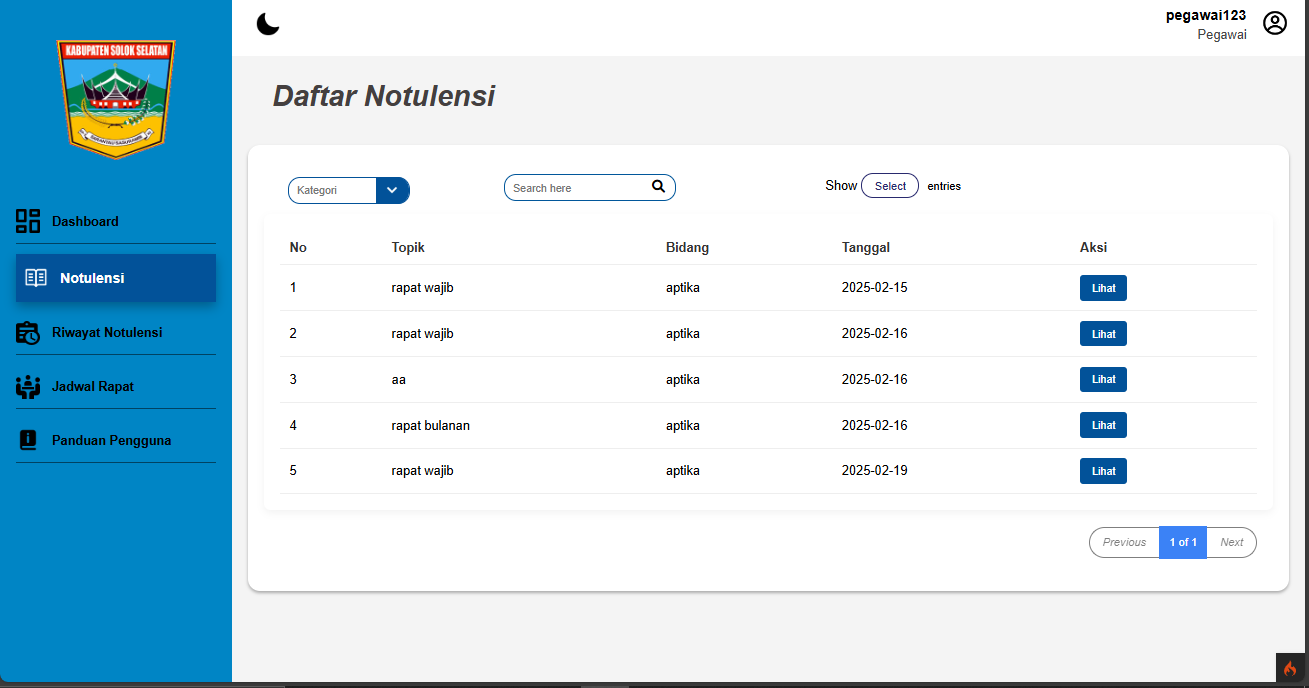 KABUPATEN SOLOK SELATAN
pegawai123
Pegawai
Dashboard
Notulensi
Riwayat Notulensi
Jadwal Rapat
Panduan Pengguna
Daftar Notulensi
Kategori
Search here
Show Select entries
No Topik Bidang Tanggal Aksi
1 rapat wajib aptika 2025-02-15 Lihat
2 rapat wajib aptika 2025-02-16 Lihat
3 aa aptika 2025-02-16 Lihat
4 rapat bulanan aptika 2025-02-16 Lihat
5 rapat wajib aptika 2025-02-19 Lihat
Previous 1 of 1 Next